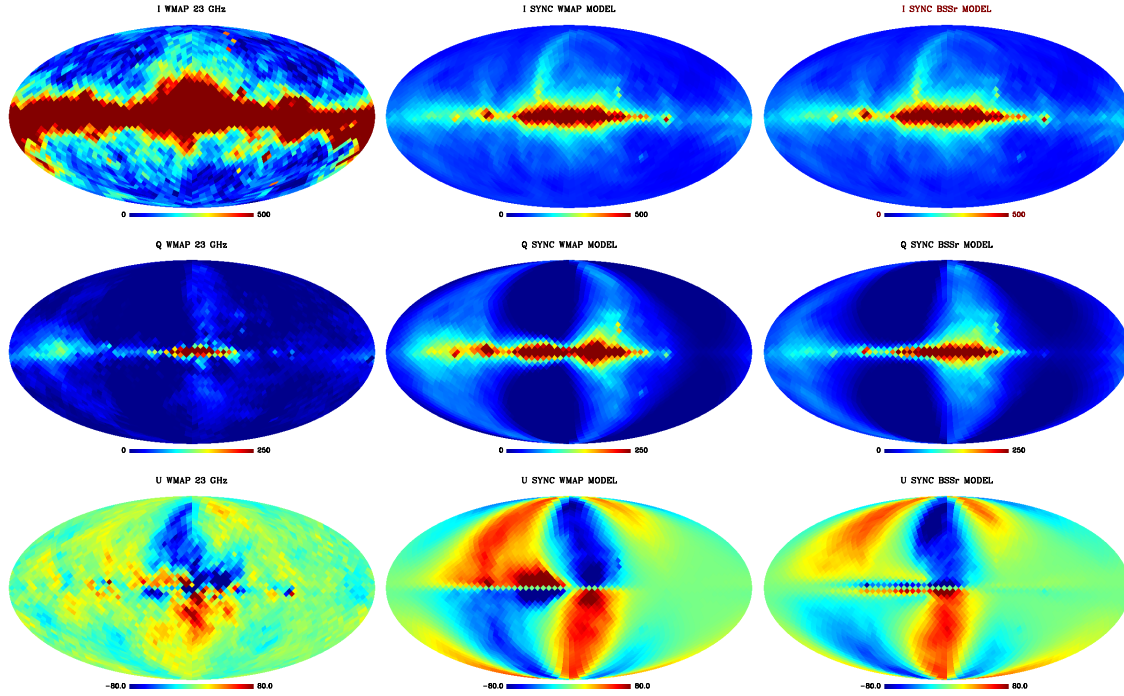 I WMAP 23 GHz
I SYNC WMAP MODEL
I SYNC BSSr MODEL
0 500
0 500
0 500
Q WMAP 23 GHz
Q SYNC WMAP MODEL
Q SYNC BSSr MODEL
0 250
0 250
0 250
U WMAP 23 GHz
U SYNC WMAP MODEL
U SYNC BSSr MODEL
-80.0 80.0
-80.0 80.0
-80.0 80.0